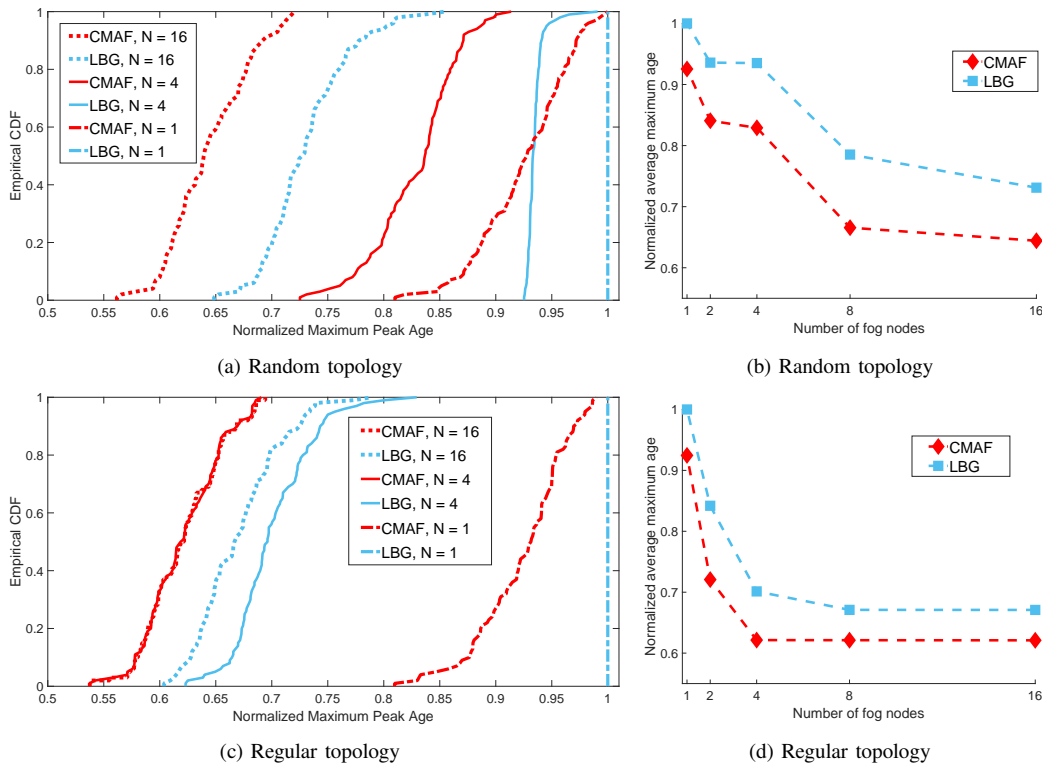 1
0.8
0.6
0.4
0.2
0
Empirical CDF
CMAF, N = 16
LBG, N = 16
CMAF, N = 4
LBG, N = 4
CMAF, N = 1
LBG, N = 1
0.5 0.55 0.6 0.65 0.7 0.75 0.8 0.85 0.9 0.95 1
Normalized Maximum Peak Age
(a) Random topology
1
0.9
0.8
0.7
0.6
Normalized average maximum age
CMAF
LBG
1 2 4 8 16
Number of fog nodes
(b) Random topology
1
0.8
0.6
0.4
0.2
0
Empirical CDF
CMAF, N = 16
LBG, N = 16
CMAF, N = 4
LBG, N = 4
CMAF, N = 1
LBG, N = 1
0.5 0.55 0.6 0.65 0.7 0.75 0.8 0.85 0.9 0.95 1
Normalized Maximum Peak Age
(c) Regular topology
1
0.9
0.8
0.7
0.6
Normalized average maximum age
CMAF
LBG
1 2 4 8 16
Number of fog nodes
(d) Regular topology